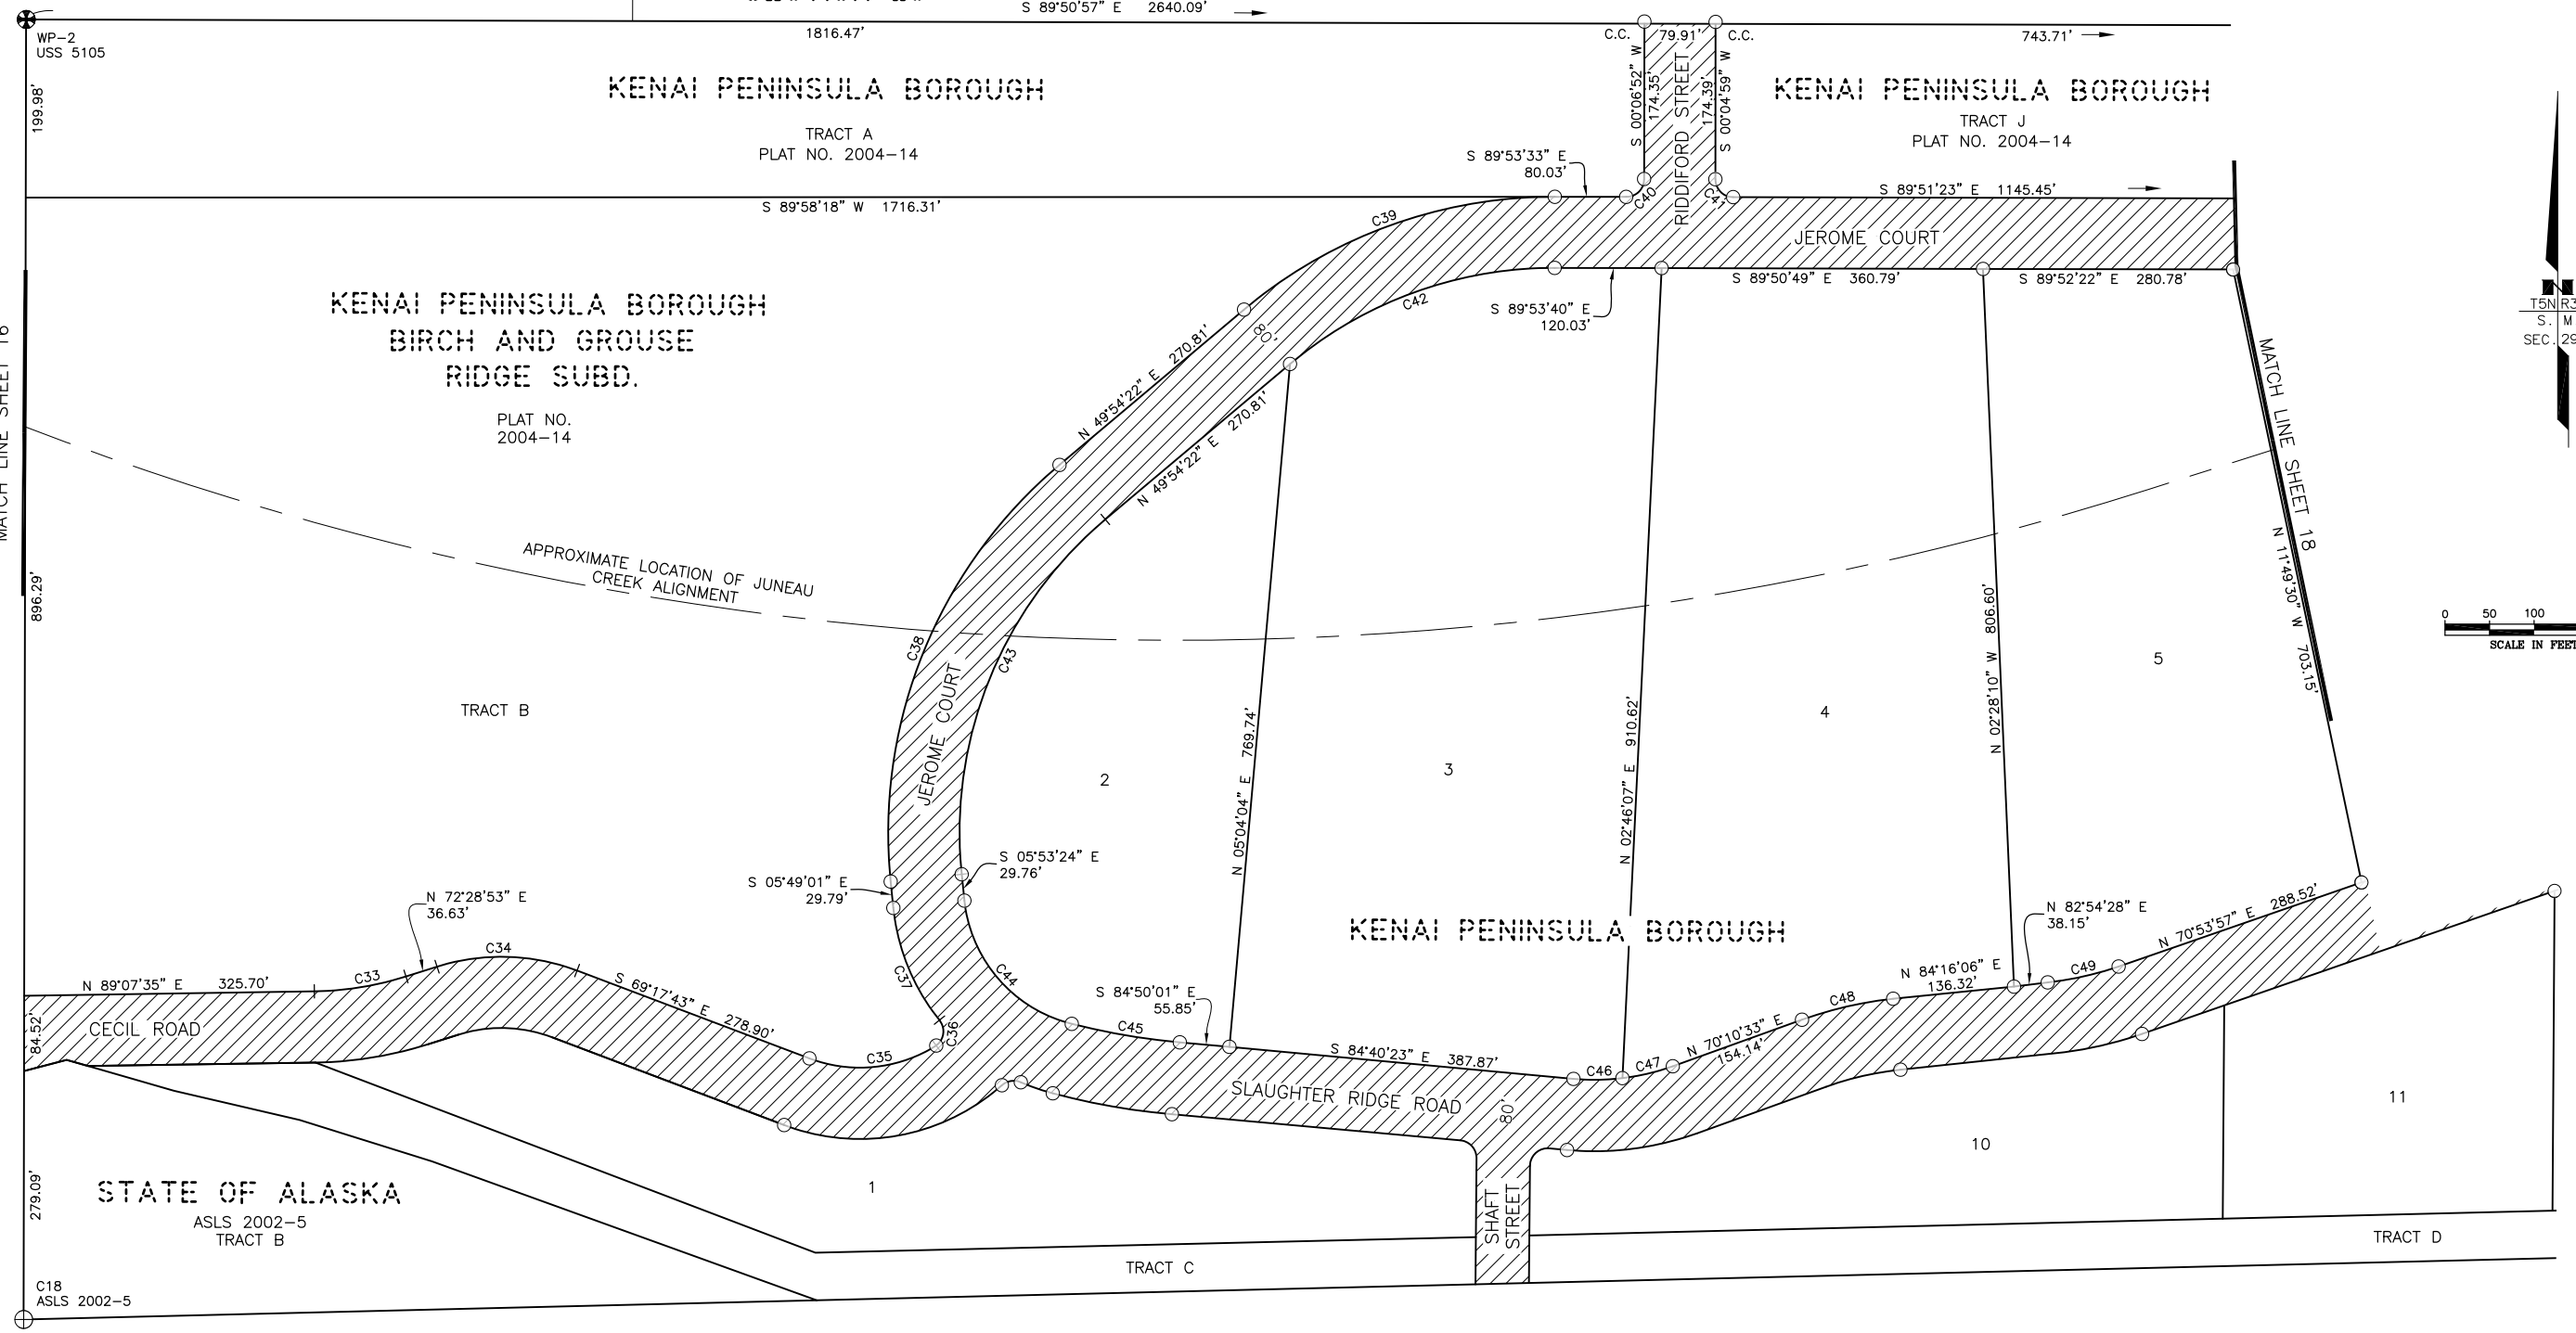 S 89°50'57" E 2640.09'
WP-2
USS 5105
1816.47'
C.C.
79.91'
C.C.
743.71'
199.98'
KENAI PENINSULA BOROUGH
TRACT A
PLAT NO. 2004-14
S 00°06'52" W
174.35'
RIDDIFORD STREET
174.39'
S 00°04'59" W
KENAI PENINSULA BOROUGH
TRACT J
PLAT NO. 2004-14
S 89°53'33" E
80.03'
S 89°58'18" W 1716.31'
C39
C40
C41
S 89°51'23" E 1145.45'
JEROME COURT
MATCH LINE SHEET 16
KENAI PENINSULA BOROUGH
BIRCH AND GROUSE
RIDGE SUBD.
PLAT NO.
2004-14
N 49°54'22" E 270.81'
80'
C42
S 89°53'40" E
120.03'
S 89°50'49" E 360.79'
S 89°52'22" E 280.78'
N 49°54'22" E 270.81'
T5N
S. M
SEC. 29
MATCH LINE SHEET 18
N 11°49'30" W 703.15'
0 50 100
SCALE IN FEET
APPROXIMATE LOCATION OF JUNEAU
CREEK ALIGNMENT
896.29'
C38
C43
JEROME COURT
TRACT B
2
N 05°04'04" E 769.74'
3
N 02°46'07" E 910.62'
4
N 02°28'10" W 806.60'
5
S 05°53'24" E
29.76'
S 05°49'01" E
29.79'
N 72°28'53" E
36.63'
KENAI PENINSULA BOROUGH
N 82°54'28" E
38.15'
N 70°53'57" E 288.52'
N 89°07'35" E 325.70'
C33
C34
S 69°17'43" E 278.90'
C35
C36
C37
C44
C45
S 84°50'01" E
55.85'
S 84°40'23" E 387.87'
C46
C47
N 70°10'33" E
154.14'
C48
N 84°16'06" E
136.32'
C49
84.52'
CECIL ROAD
SLAUGHTER RIDGE ROAD
80'
11
10
1
SHAFT
STREET
279.09'
STATE OF ALASKA
ASLS 2002-5
TRACT B
TRACT C
TRACT D
C18
ASLS 2002-5